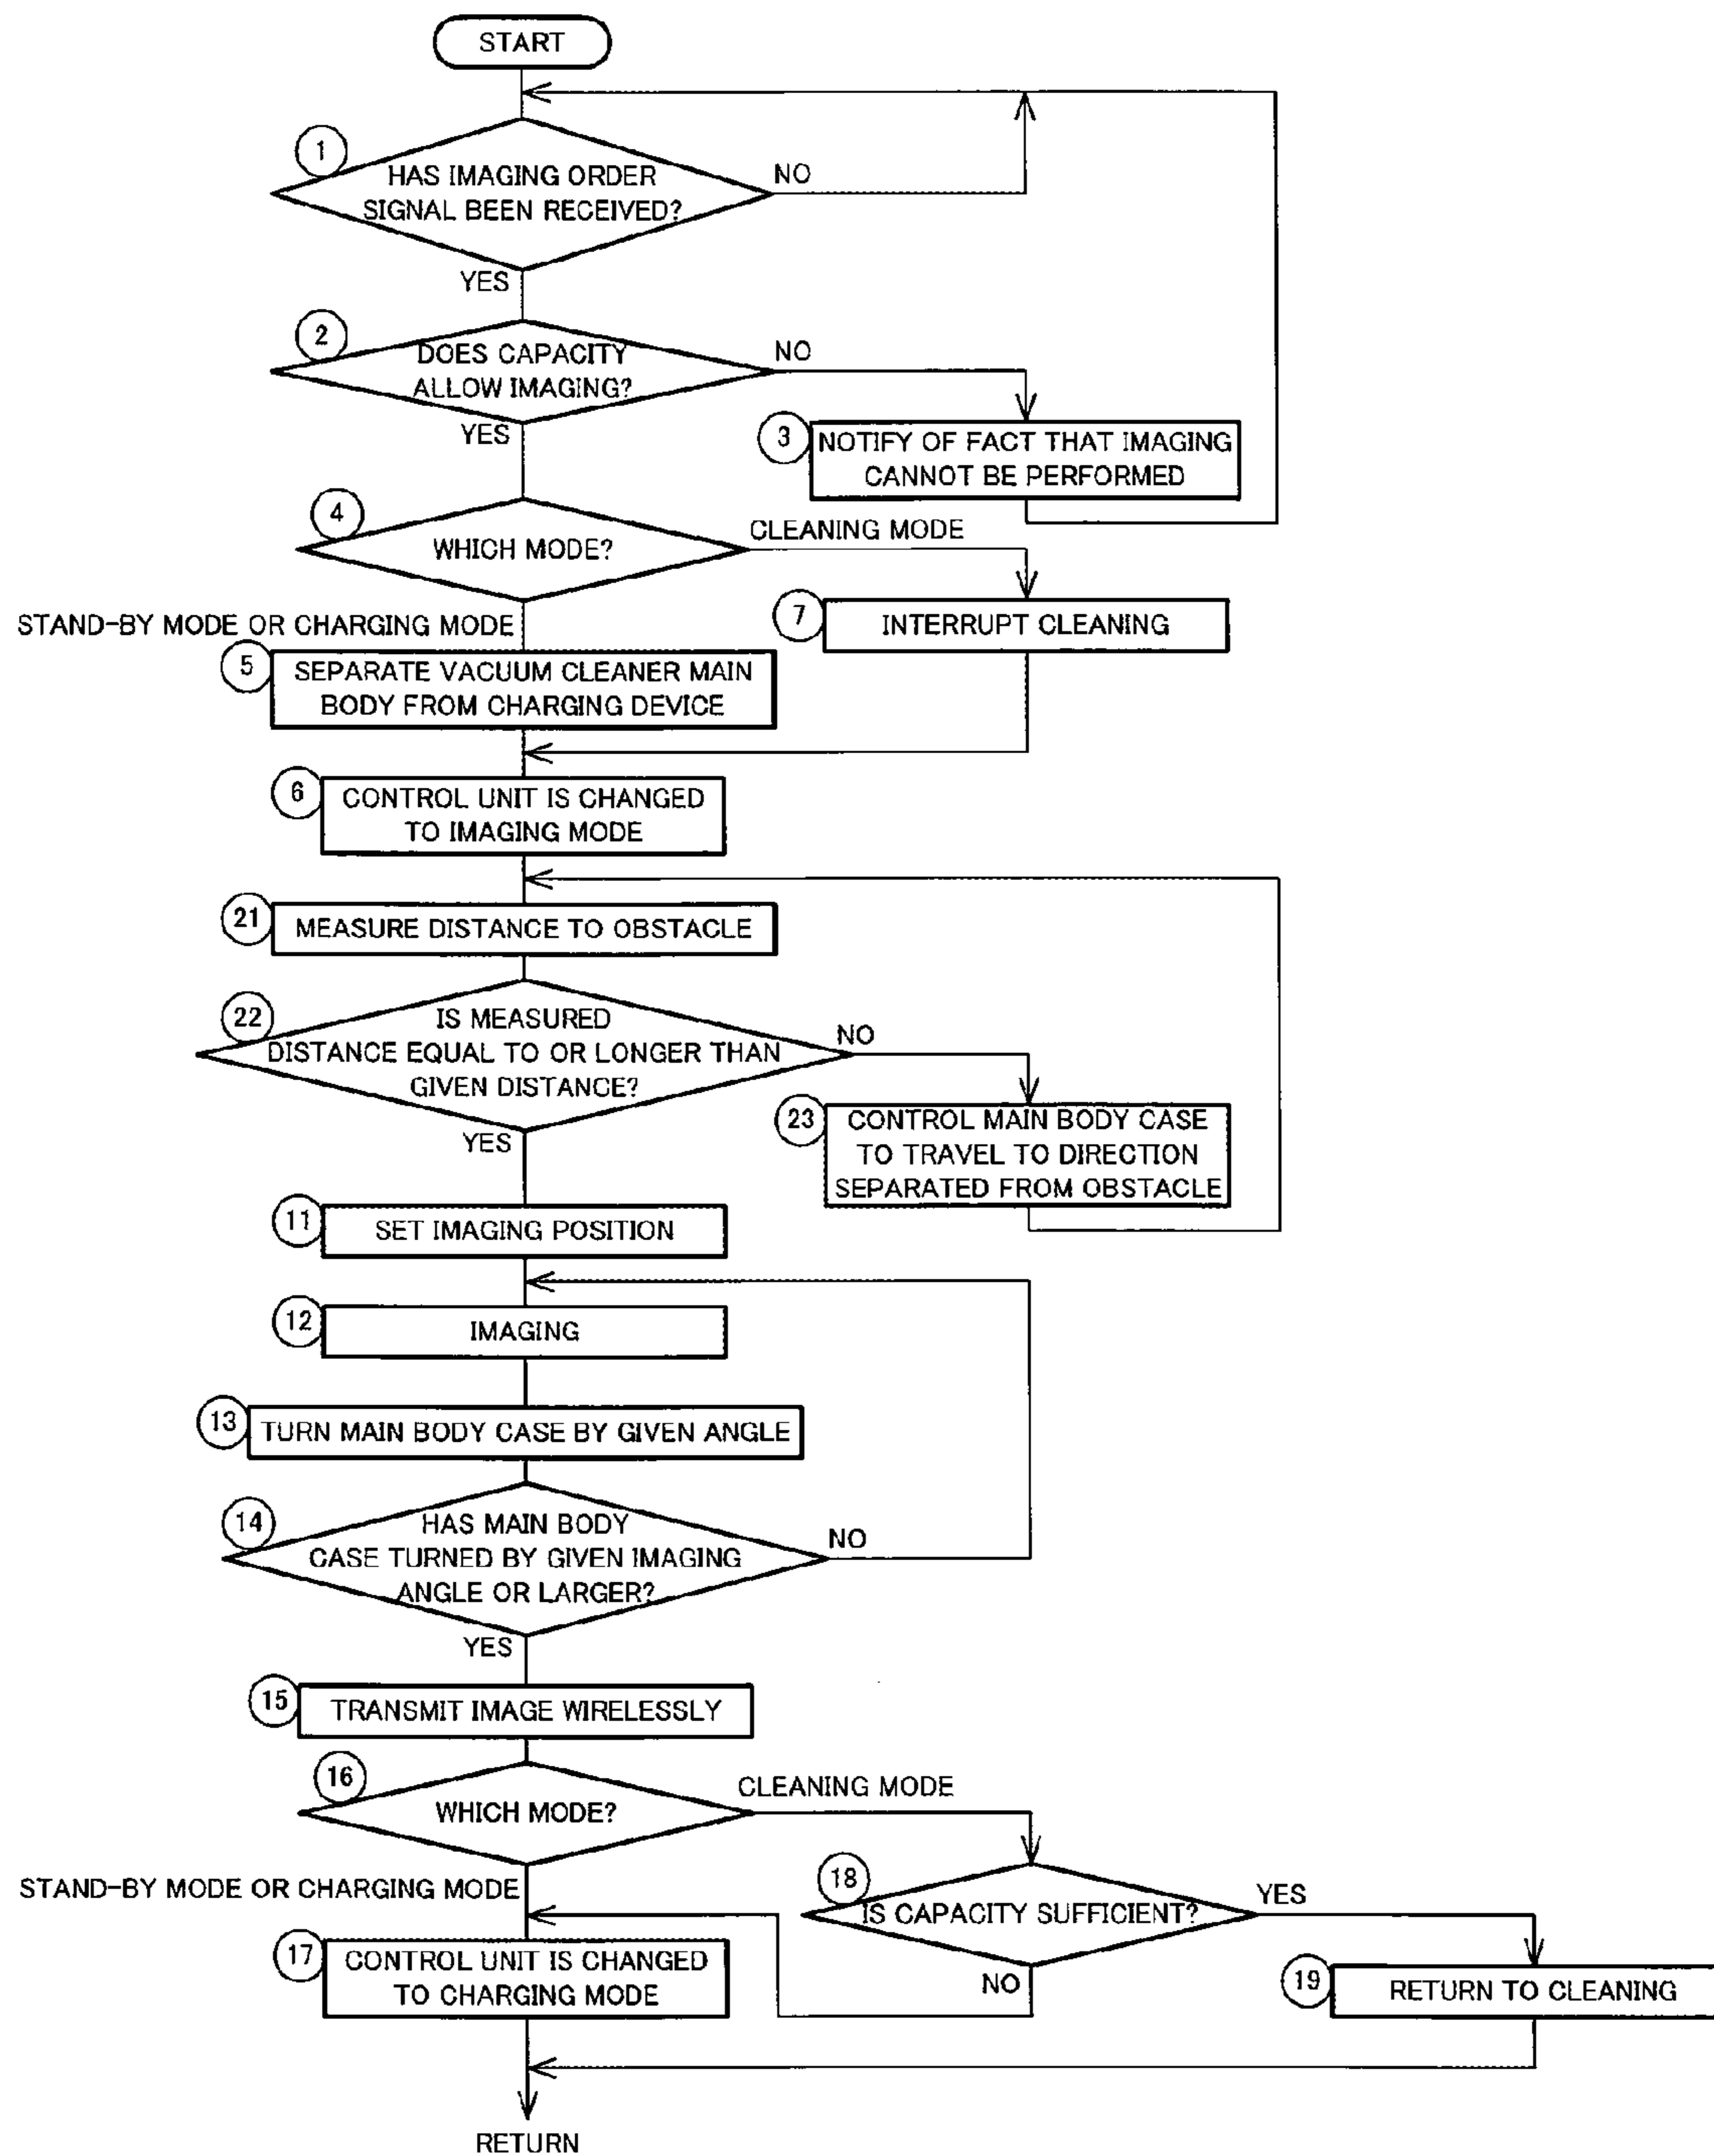 START
1
HAS IMAGING ORDER
SIGNAL BEEN RECEIVED?
NO
YES
2
DOES CAPACITY
ALLOW IMAGING?
NO
YES
3
NOTIFY OF FACT THAT IMAGING
CANNOT BE PERFORMED
4
WHICH MODE?
CLEANING MODE
STAND-BY MODE OR CHARGING MODE
7
INTERRUPT CLEANING
5
SEPARATE VACUUM CLEANER MAIN
BODY FROM CHARGING DEVICE
6
CONTROL UNIT IS CHANGED
TO IMAGING MODE
21
MEASURE DISTANCE TO OBSTACLE
22
IS MEASURED
DISTANCE EQUAL TO OR LONGER THAN
GIVEN DISTANCE?
NO
YES
23
CONTROL MAIN BODY CASE
TO TRAVEL TO DIRECTION
SEPARATED FROM OBSTACLE
11
SET IMAGING POSITION
12
IMAGING
13
TURN MAIN BODY CASE BY GIVEN ANGLE
14
HAS MAIN BODY
CASE TURNED BY GIVEN IMAGING
ANGLE OR LARGER?
NO
YES
15
TRANSMIT IMAGE WIRELESSLY
16
WHICH MODE?
CLEANING MODE
STAND-BY MODE OR CHARGING MODE
18
IS CAPACITY SUFFICIENT?
YES
NO
17
CONTROL UNIT IS CHANGED
TO CHARGING MODE
19
RETURN TO CLEANING
RETURN